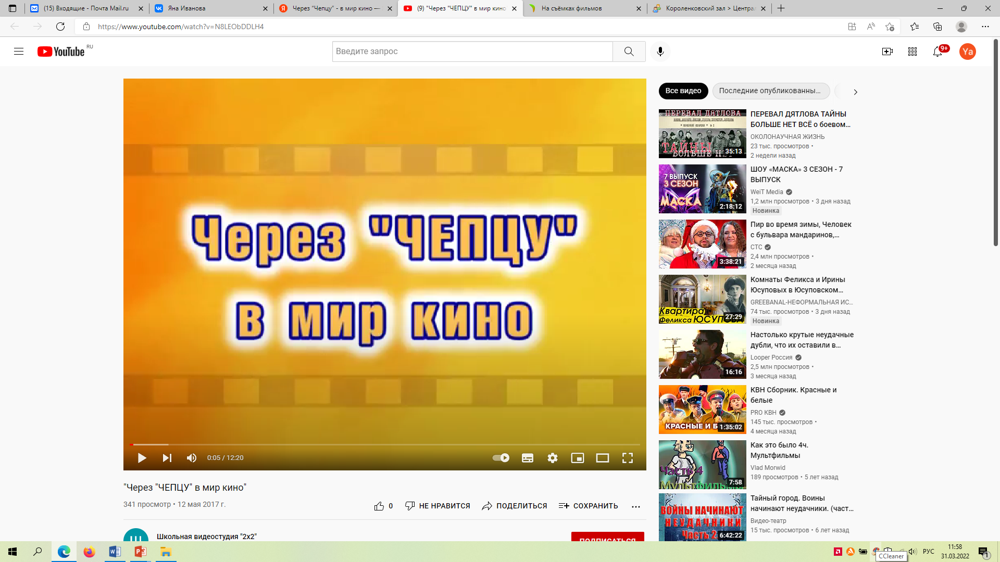 (15) Входящие - Почта Mail.ru
Яна Иванова
Через "Чепцу" - в мир кино —
(9) "Через "ЧЕПЦУ" в мир кино
На съёмках фильмов
Короленковский зал > Централ
https://www.youtube.com/watch?v=N8LEObDDLH4
YouTube RU
Введите запрос
9+
Ya
Через "ЧЕПЦУ"
в мир кино
0:05 / 12:20
"Через "ЧЕПЦУ" в мир кино"
341 просмотр • 12 мая 2017 г.
0
НЕ НРАВИТСЯ
ПОДЕЛИТЬСЯ
СОХРАНИТЬ
Школьная видеостудия "2х2"
ПОДПИСАТЬСЯ
Все видео
Последние опубликованны...
ПЕРЕВАЛ ДЯТЛОВА
ТАЙНЫ
БОЛЬШЕ НЕТ
35:13
ПЕРЕВАЛ ДЯТЛОВА ТАЙНЫ
БОЛЬШЕ НЕТ ВСЁ о боевом...
ОКОЛОНАУЧНАЯ ЖИЗНЬ
23 тыс. просмотров •
2 недели назад
7 ВЫПУСК
3 СЕЗОН
МАСКА
2:18:12
ШОУ «МАСКА» 3 СЕЗОН - 7
ВЫПУСК
WeiT Media
1,2 млн просмотров • 3 дня назад
Новинка
3:38:21
Пир во время зимы, Человек
с бульвара мандаринов,...
СТС
2,4 млн просмотров •
2 месяца назад
Квартира
Феликса ЮСУПОВА
27:29
Комнаты Феликса и Ирины
Юсуповых в Юсуповском...
GREEBANAL-НЕФОРМАЛЬНАЯ ИС...
74 тыс. просмотров • 3 дня назад
Новинка
16:16
Настолько крутые неудачные
дубли, что их оставили в...
Looper Россия
2,5 млн просмотров •
3 месяца назад
КРАСНЫЕ И Б
1:35:02
КВН Сборник. Красные и
белые
PRO КВН
145 тыс. просмотров •
4 месяца назад
Часть 4
Мультфильмы
7:58
Как это было 4ч.
Мультфильмы
Vlad Morwid
189 просмотров • 5 лет назад
ВОЙНЫ НАЧИНАЮТ
НЕУДАЧНИКИ
Часть 2
6:42:22
Тайный город. Воины
начинают неудачники. (част...
Видео-театр
15 тыс. просмотров • 6 лет назад
РУС
11:58
31.03.2022
1
CCleaner